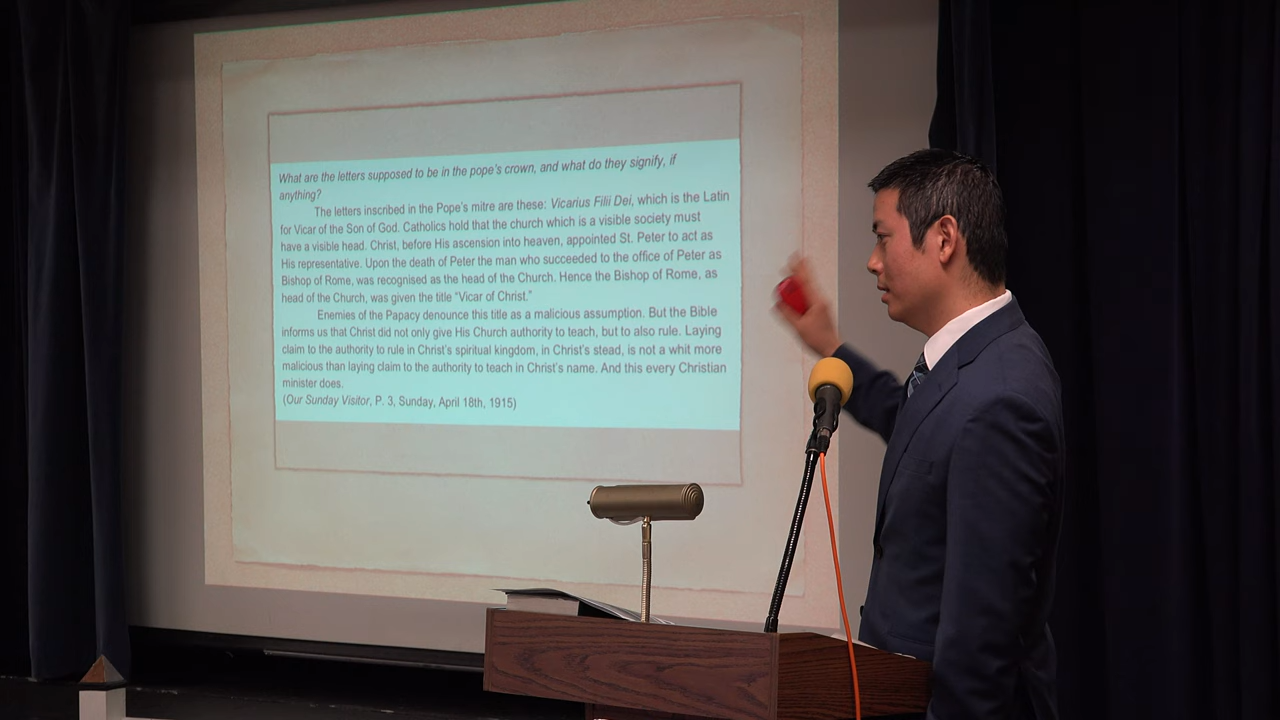 What are the letters supposed to be in the pope's crown, and what do they signify, if
anything?
The letters inscribed in the Pope's mitre are these: Vicarius Filii Dei, which is the Latin
for Vicar of the Son of God. Catholics hold that the church which is a visible society must
have a visible head. Christ, before His ascension into heaven, appointed St. Peter to act as
His representative. Upon the death of Peter the man who succeeded to the office of Peter as
Bishop of Rome, was recognised as the head of the Church. Hence the Bishop of Rome, as
head of the Church, was given the title “Vicar of Christ.”
Enemies of the Papacy denounce this title as a malicious assumption. But the Bible
informs us that Christ did not only give His Church authority to teach, but to also rule. Laying
claim to the authority to rule in Christ's spiritual kingdom, in Christ's stead, is not a whit more
malicious than laying claim to the authority to teach in Christ's name. And this every Christian
minister does.
(Our Sunday Visitor, P. 3, Sunday, April 18th, 1915)